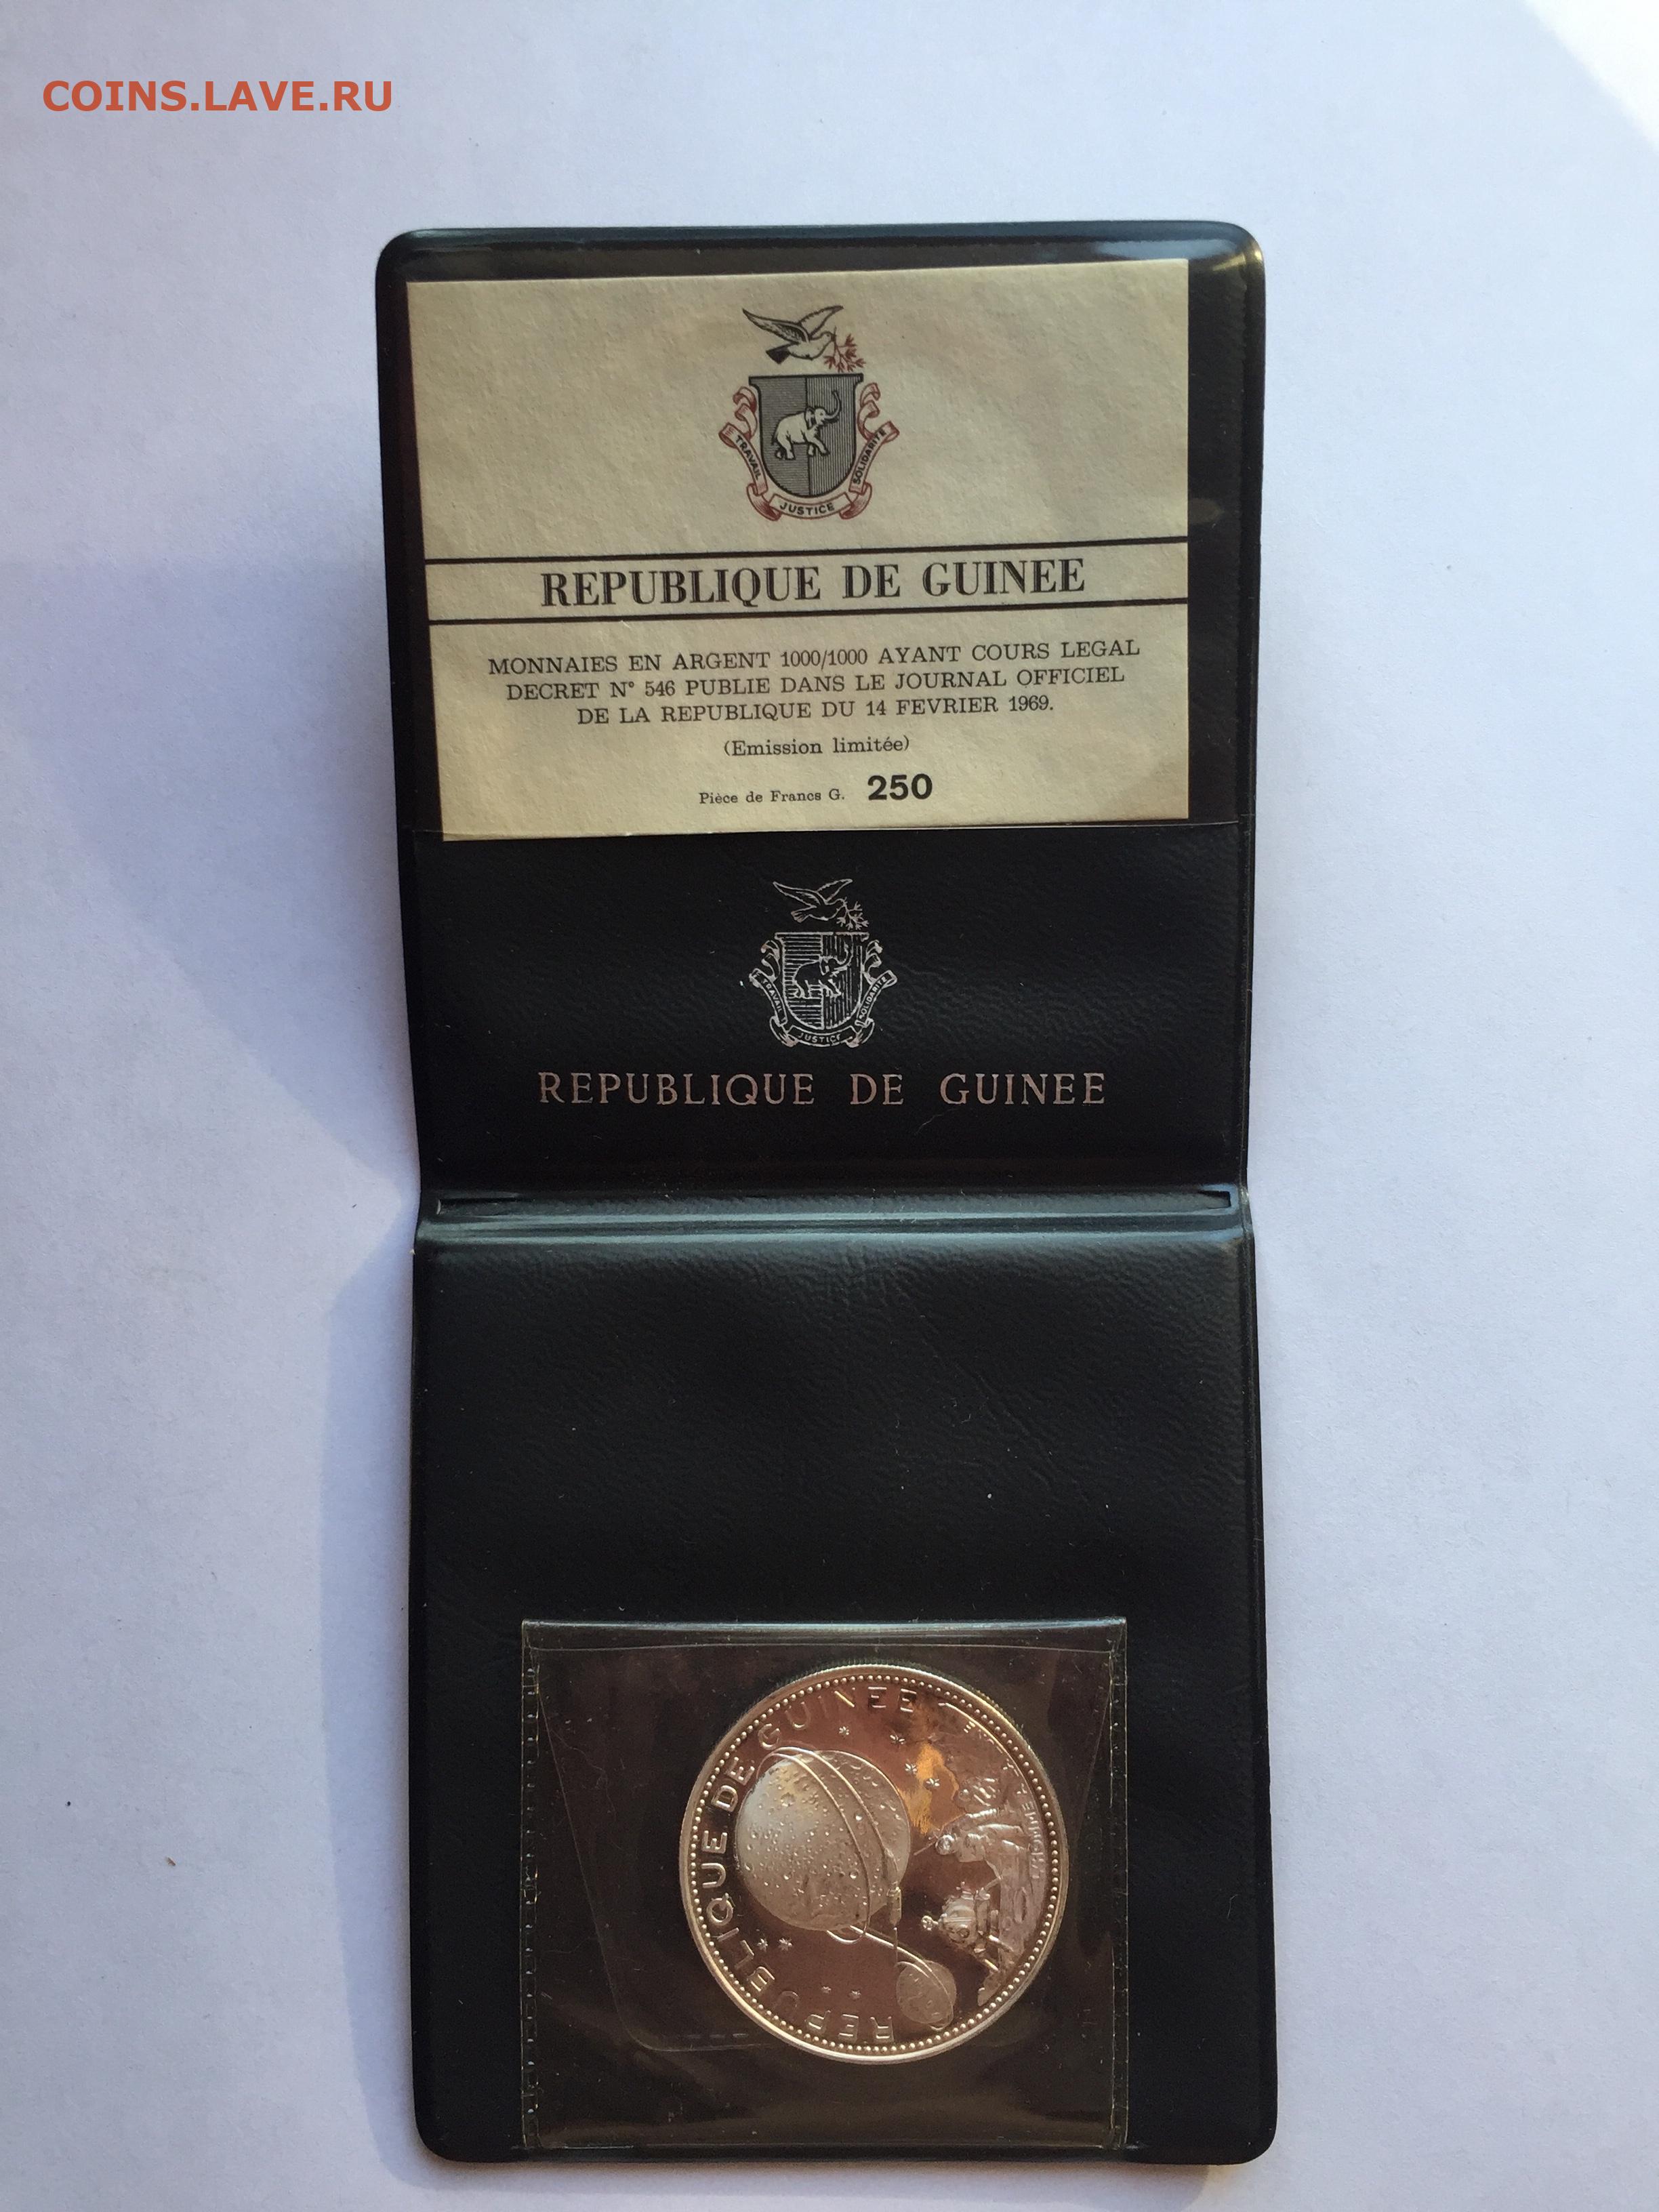 COINS.LAVE.RU
TRAVAIL
JUSTICE
SOLIDARITE
REPUBLIQUE DE GUINEE
MONNAIES EN ARGENT 1000/1000 AYANT COURS LEGAL
DECRET N° 546 PUBLIE DANS LE JOURNAL OFFICIEL
DE LA REPUBLIQUE DU 14 FEVRIER 1969.
(Emission limitée)
Pièce de Francs G. 250
TRAVAIL
JUSTICE
SOLIDARITE
REPUBLIQUE DE GUINEE
REPUBLIQUE DE GUINEE